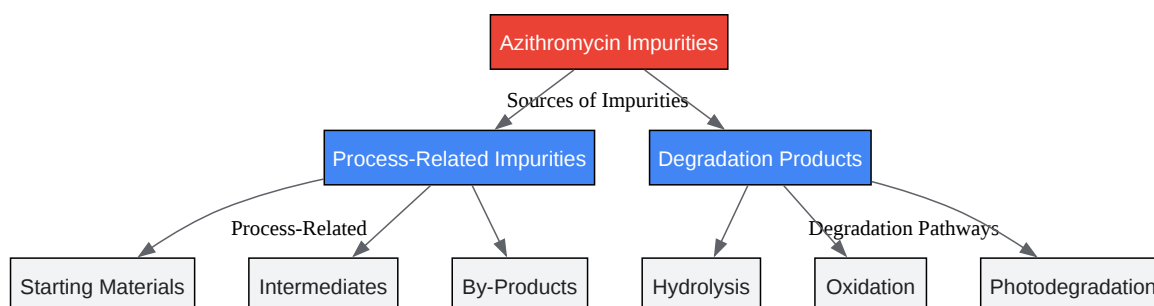 Azithromycin Impurities
Sources of Impurities
Process-Related Impurities
Degradation Products
Process-Related
Degradation Pathways
Starting Materials
Intermediates
By-Products
Hydrolysis
Oxidation
Photodegradation